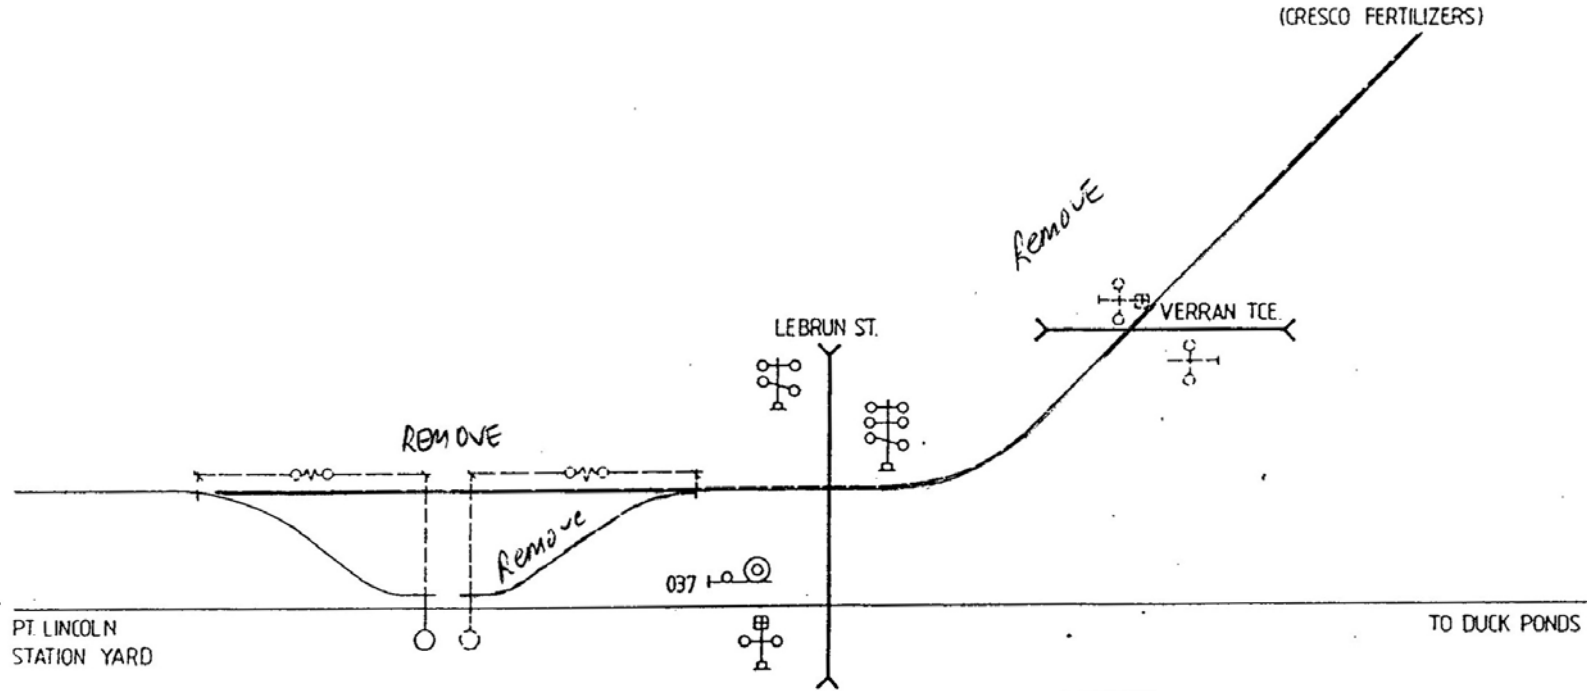 (CRESCO FERTILIZERS)
REMOVE
VERRAN TCE.
LEBRUN ST.
REMOVE
Remove
037
PT. LINCOLN
STATION YARD
TO DUCK PONDS